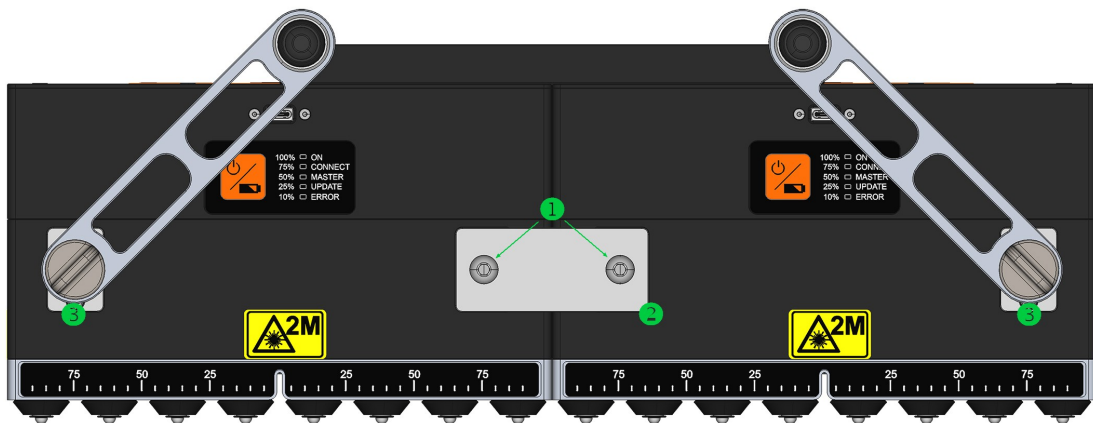 100% ON
75% CONNECT
50% MASTER
25% UPDATE
10% ERROR
100% ON
75% CONN
50% MASTER
25% UPDATE
10% ERROR
1
2
3
3
2M
2M
75 50 25 25 50 75
75 50 25 25 50 75